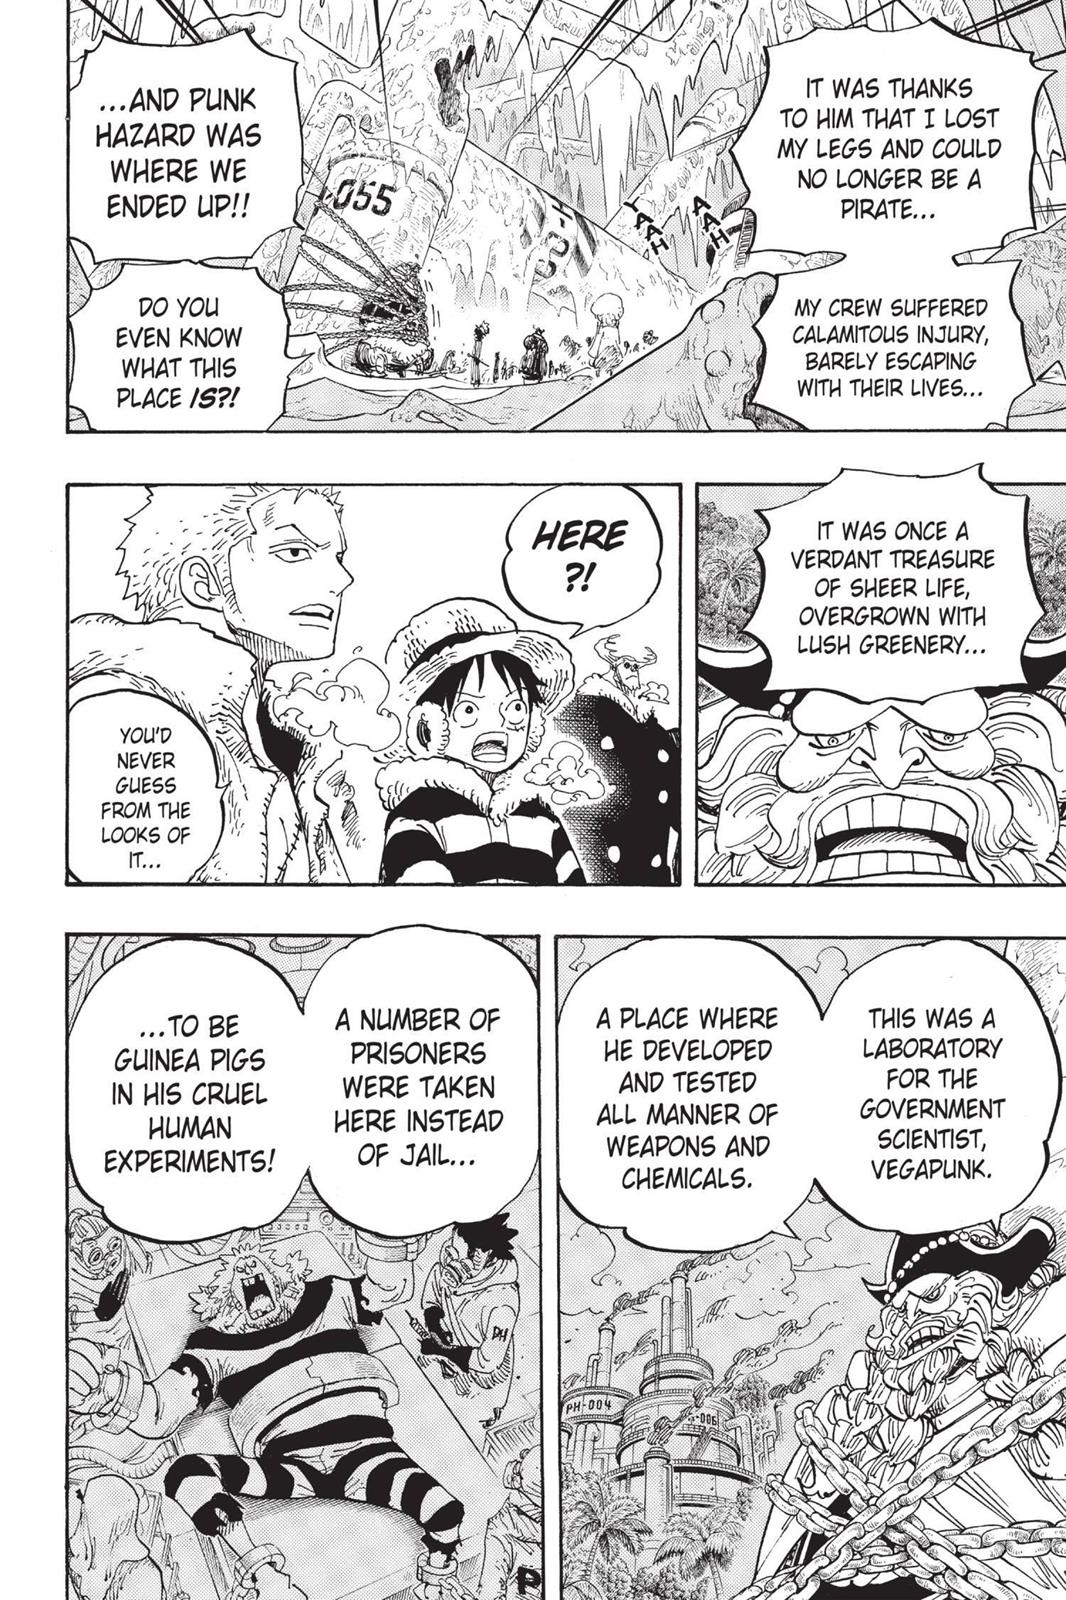 IT WAS THANKS
TO HIM THAT I LOST
MY LEGS AND COULD
NO LONGER BE A
PIRATE...
MY CREW SUFFERED
CALAMITOUS INJURY,
BARELY ESCAPING
WITH THEIR LIVES...
AAAH
YAAH
H-
055
...AND PUNK
HAZARD WAS
WHERE WE
ENDED UP!!
DO YOU
EVEN KNOW
WHAT THIS
PLACE IS?!
IT WAS ONCE A
VERDANT TREASURE
OF SHEER LIFE,
OVERGROWN WITH
LUSH GREENERY...
HERE
?!
YOU'D
NEVER
GUESS
FROM THE
LOOKS OF
IT...
THIS WAS A
LABORATORY
FOR THE
GOVERNMENT
SCIENTIST,
VEGAPUNK.
A PLACE WHERE
HE DEVELOPED
AND TESTED
ALL MANNER OF
WEAPONS AND
CHEMICALS.
PH-004
-006
A NUMBER OF
PRISONERS
WERE TAKEN
HERE INSTEAD
OF JAIL...
...TO BE
GUINEA PIGS
IN HIS CRUEL
HUMAN
EXPERIMENTS!
PH
P